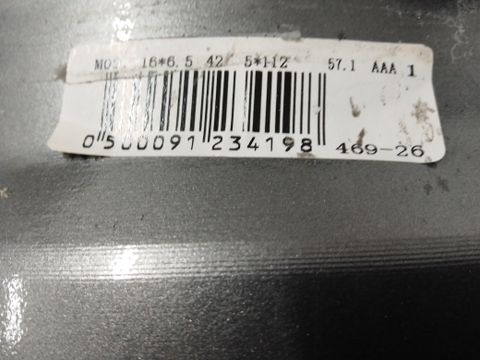 16*6.5 42 5*112 57.1 AAA 1
0 500091 234198 469-26